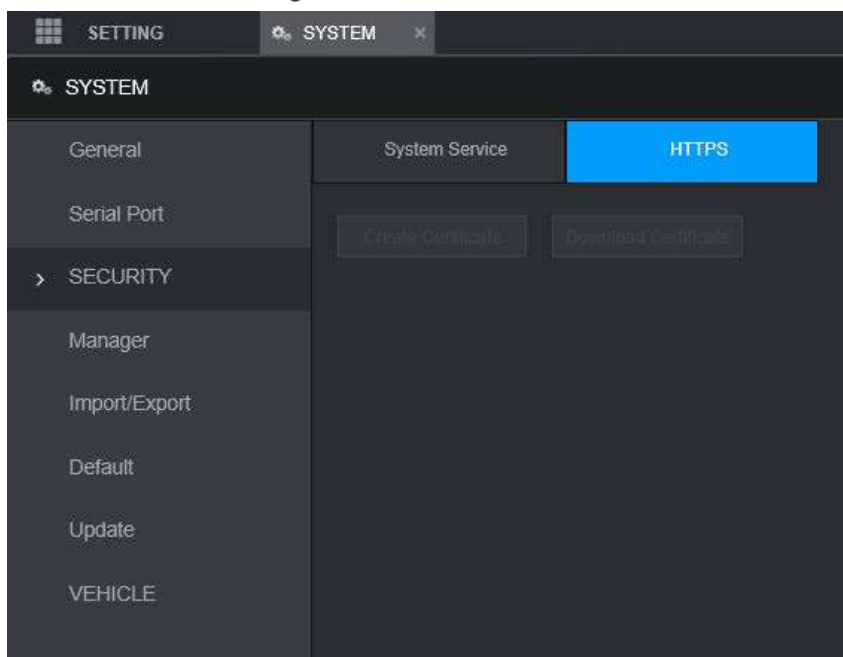 SETTING
SYSTEM ×
SYSTEM
General
System Service
HTTPS
Serial Port
Create Certificate
Download Certificate
> SECURITY
Manager
Import/Export
Default
Update
VEHICLE